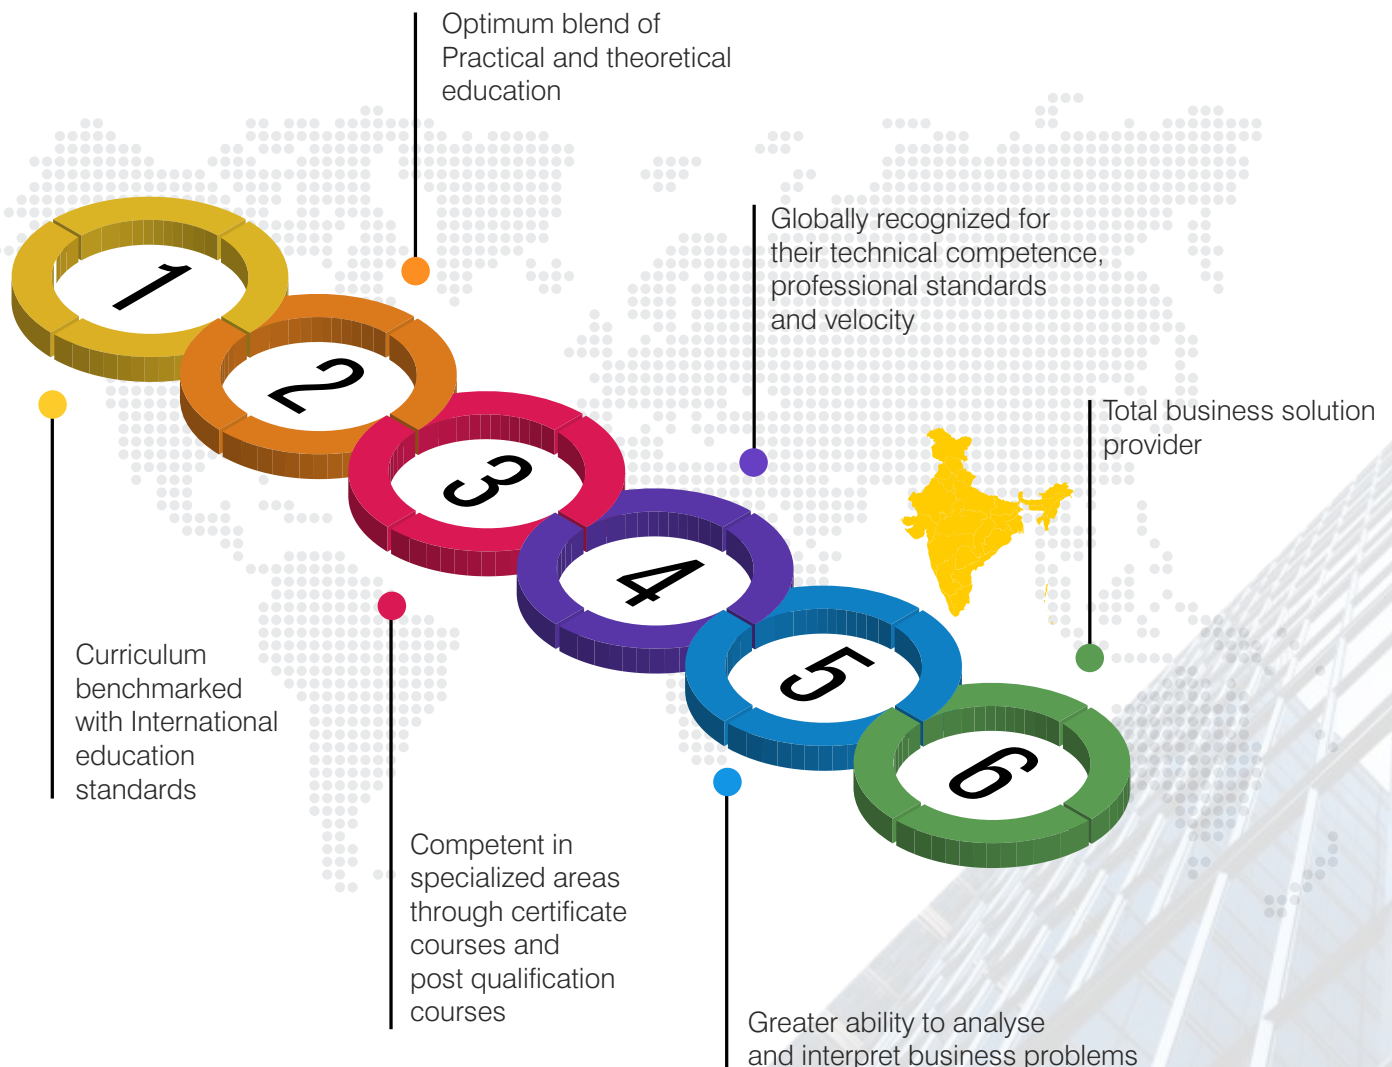 Optimum blend of
Practical and theoretical
education
1
2
3
4
5
6
Globally recognized for
their technical competence,
professional standards
and velocity
Total business solution
provider
Curriculum
benchmarked
with International
education
standards
Competent in
specialized areas
through certificate
courses and
post qualification
courses
Greater ability to analyse
and interpret business problems